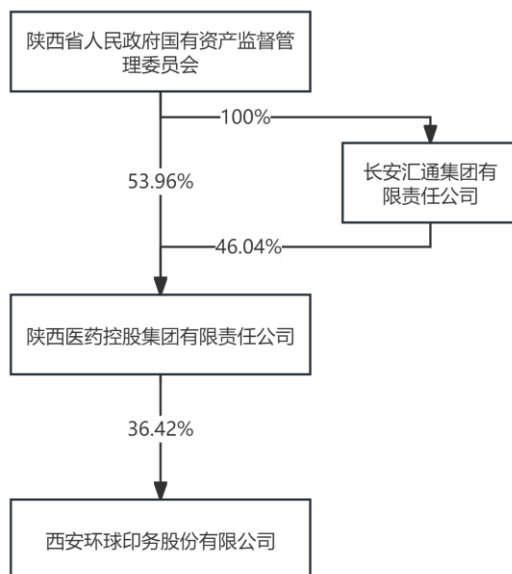 陕西省人民政府国有资产监督管
理委员会
100%
长安汇通集团有
限责任公司
53.96%
46.04%
陕西医药控股集团有限责任公司
36.42%
西安环球印务股份有限公司